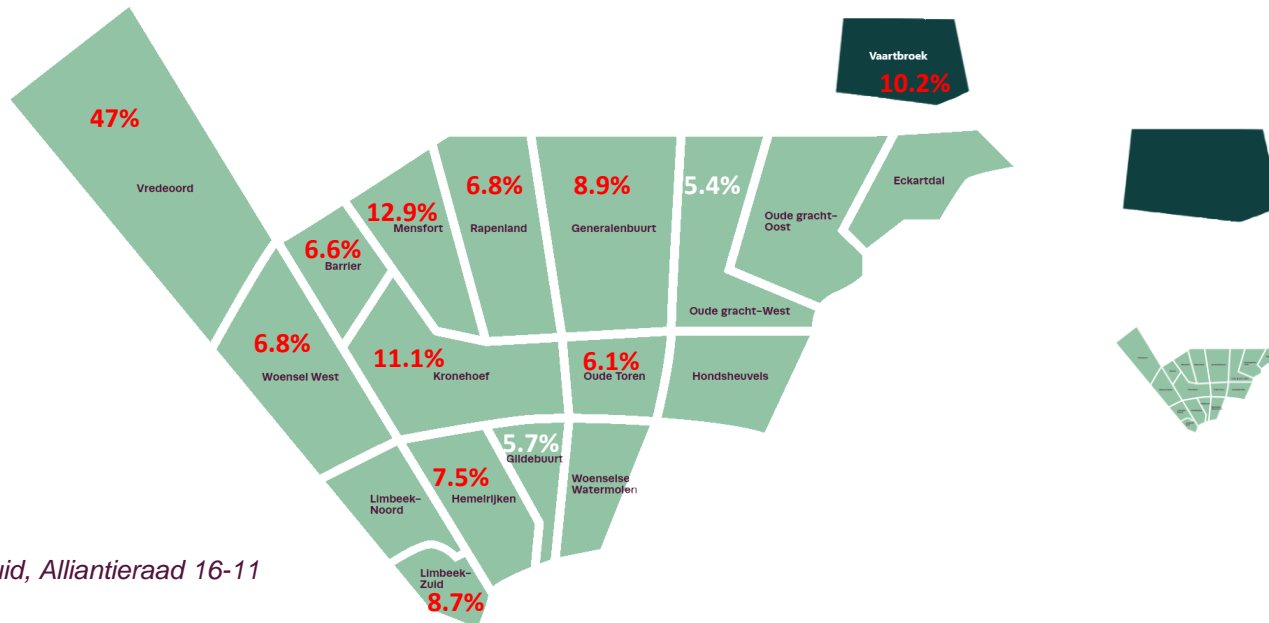 Vaartbroek
10.2%
47%
Vredeoord
12.9%
Mensfort
6.8%
Rapenland
8.9%
Generalenbuurt
5.4%
Oude gracht-
Oost
Eckartdal
6.6%
Barrier
Oude gracht-West
6.8%
Woensel West
11.1%
Kronehoef
6.1%
Oude Toren
Hondsheuvels
5.7%
Gildebuurt
7.5%
Hemelrijken
Woenselse
Watermolen
Limbeek-
Noord
Limbeek-
Zuid
8.7%
uid, Alliantieraad 16-11